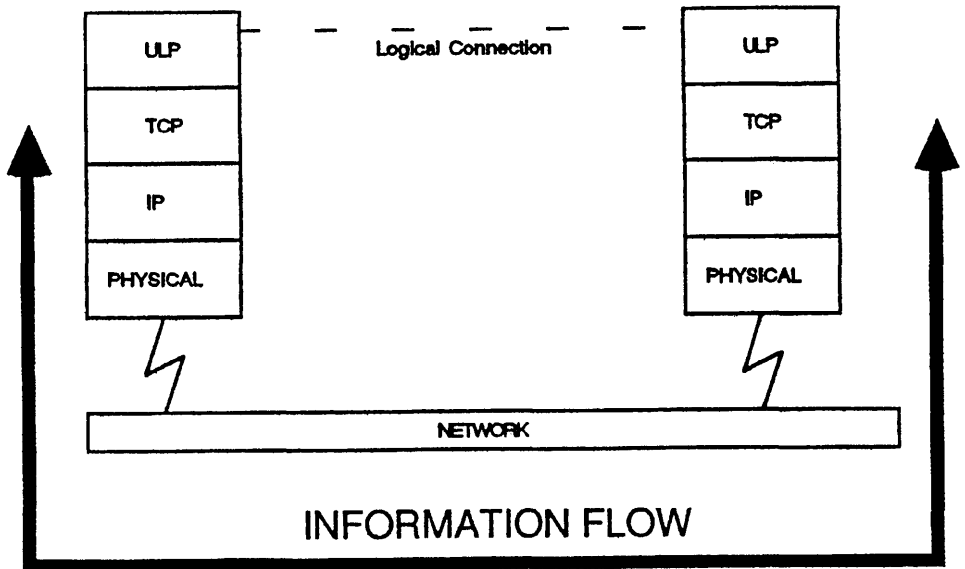 ULP
TCP
IP
PHYSICAL
Logical Connection
ULP
TCP
IP
PHYSICAL
NETWORK
INFORMATION FLOW